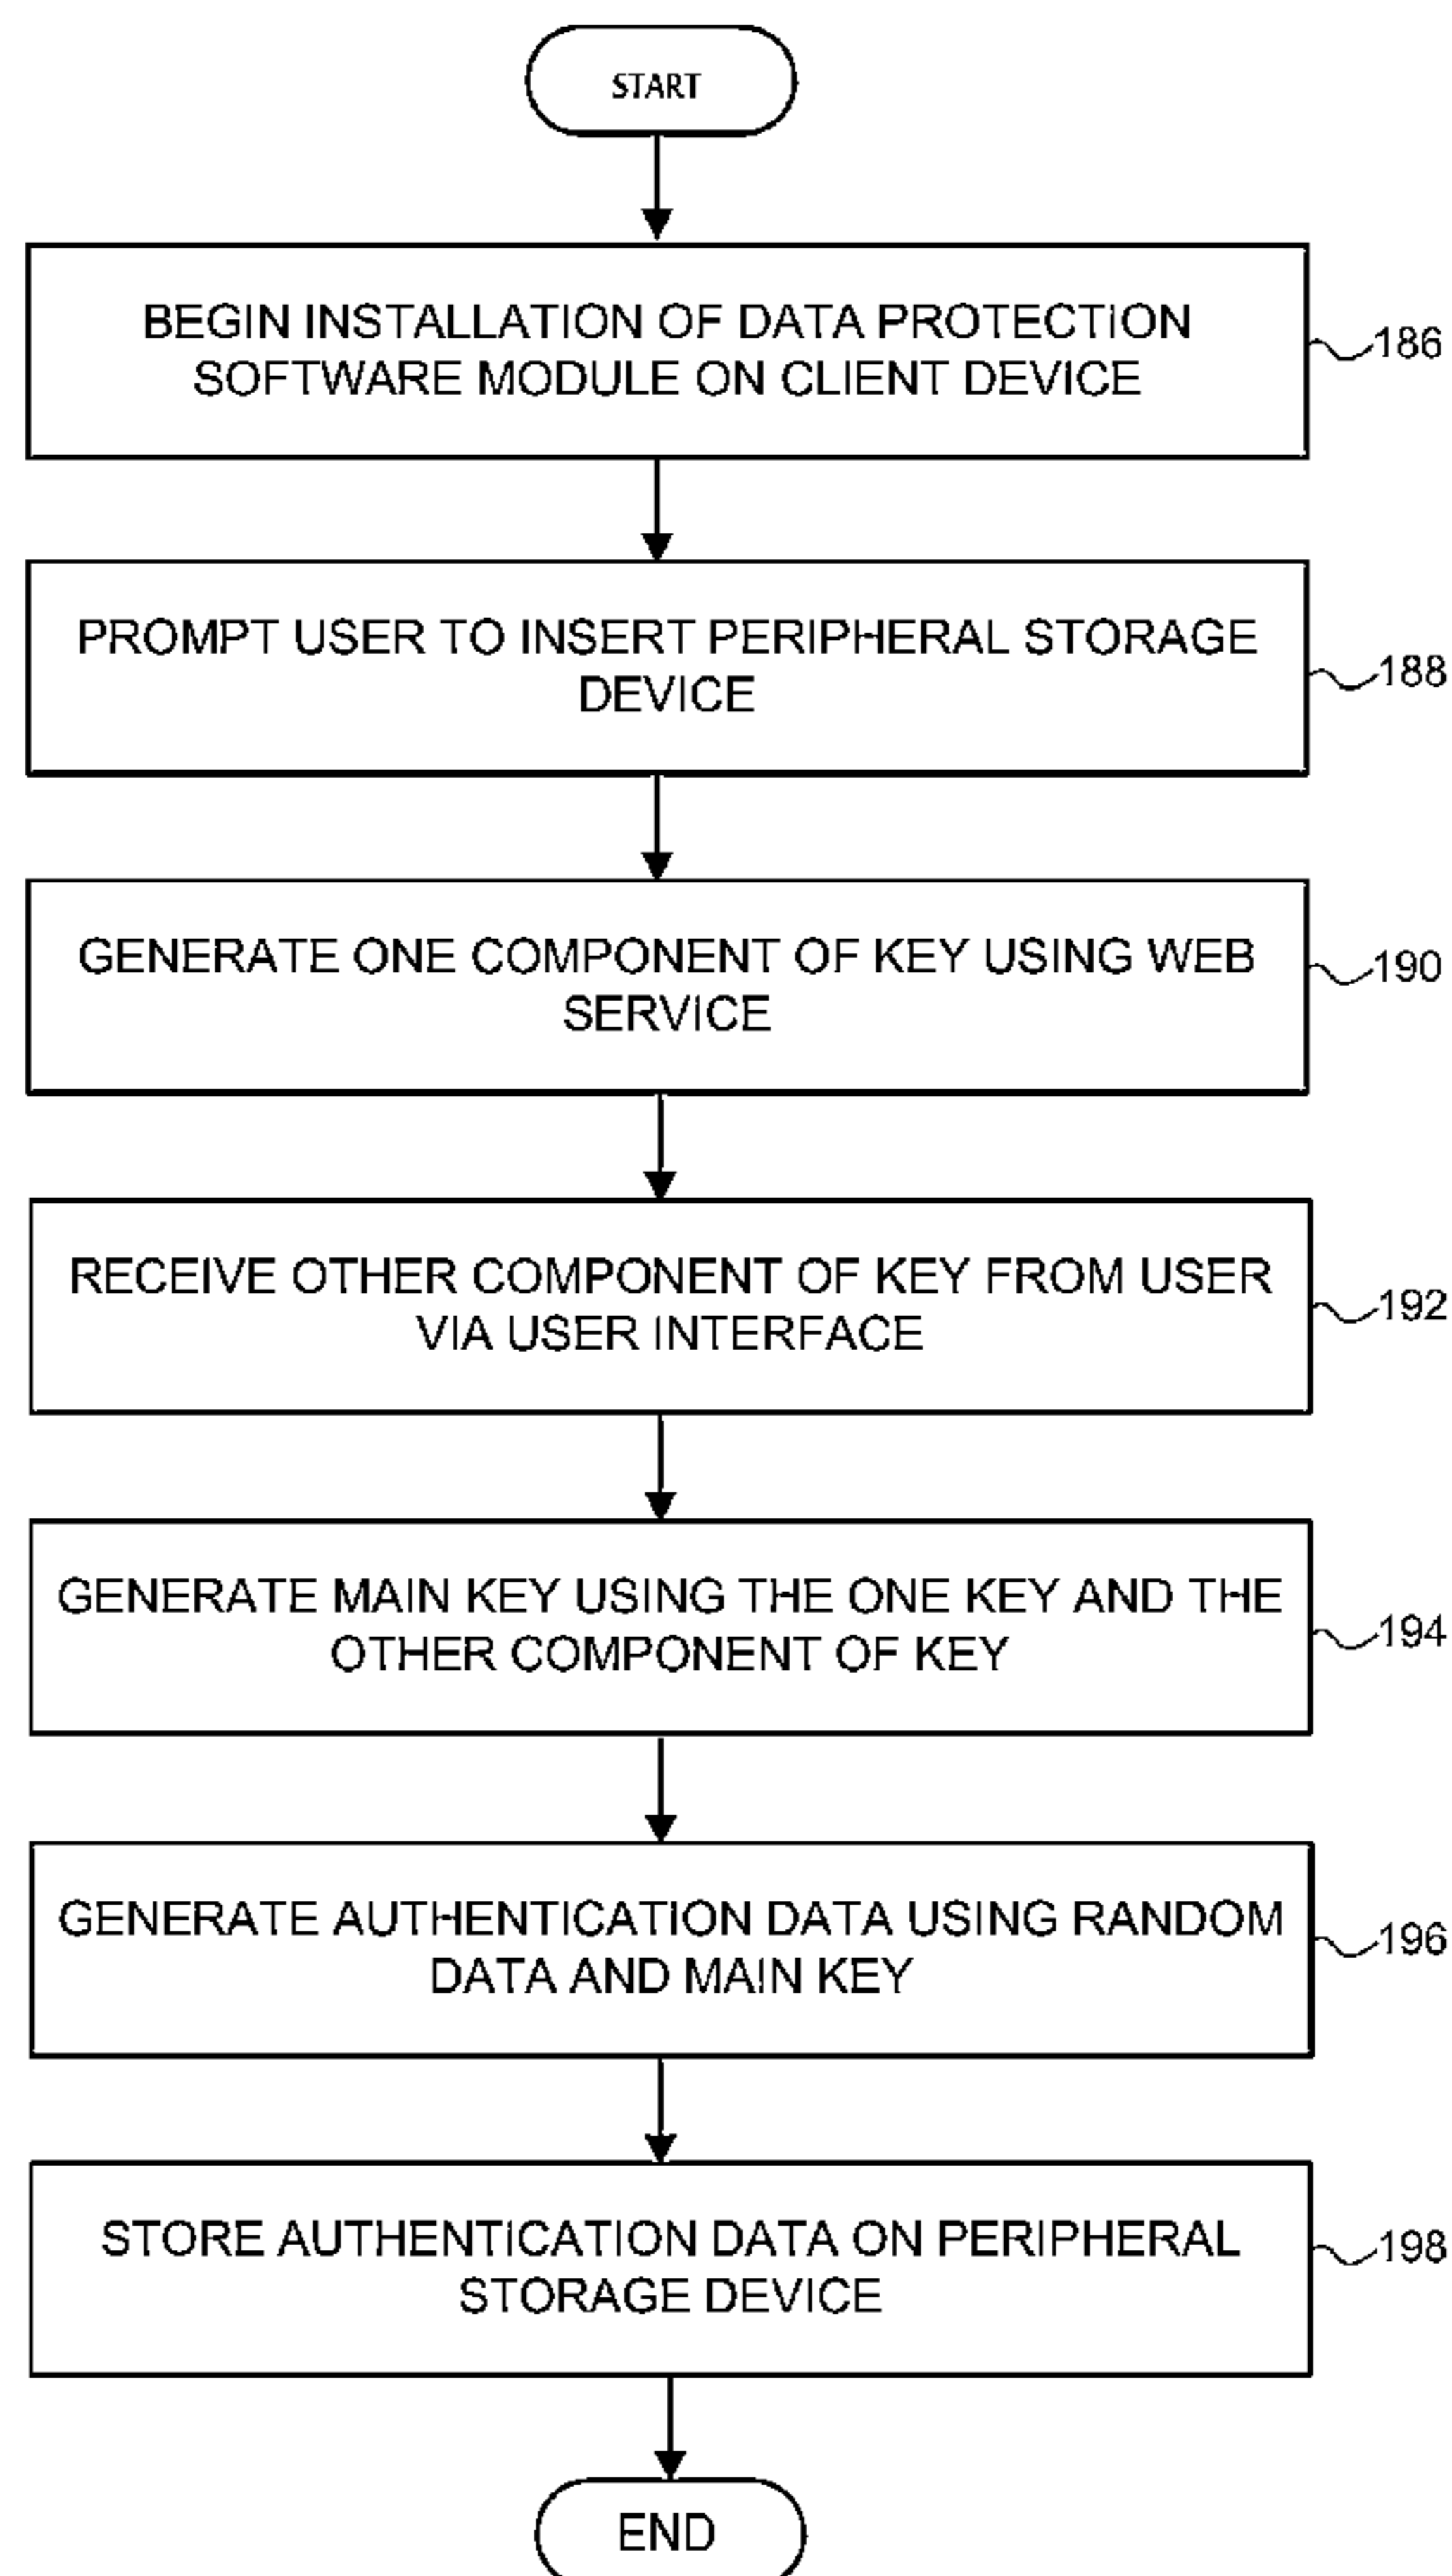 START
BEGIN INSTALLATION OF DATA PROTECTION
SOFTWARE MODULE ON CLIENT DEVICE
186
PROMPT USER TO INSERT PERIPHERAL STORAGE
DEVICE
188
GENERATE ONE COMPONENT OF KEY USING WEB
SERVICE
190
RECEIVE OTHER COMPONENT OF KEY FROM USER
VIA USER INTERFACE
192
GENERATE MAIN KEY USING THE ONE KEY AND THE
OTHER COMPONENT OF KEY
194
GENERATE AUTHENTICATION DATA USING RANDOM
DATA AND MAIN KEY
196
STORE AUTHENTICATION DATA ON PERIPHERAL
STORAGE DEVICE
198
END